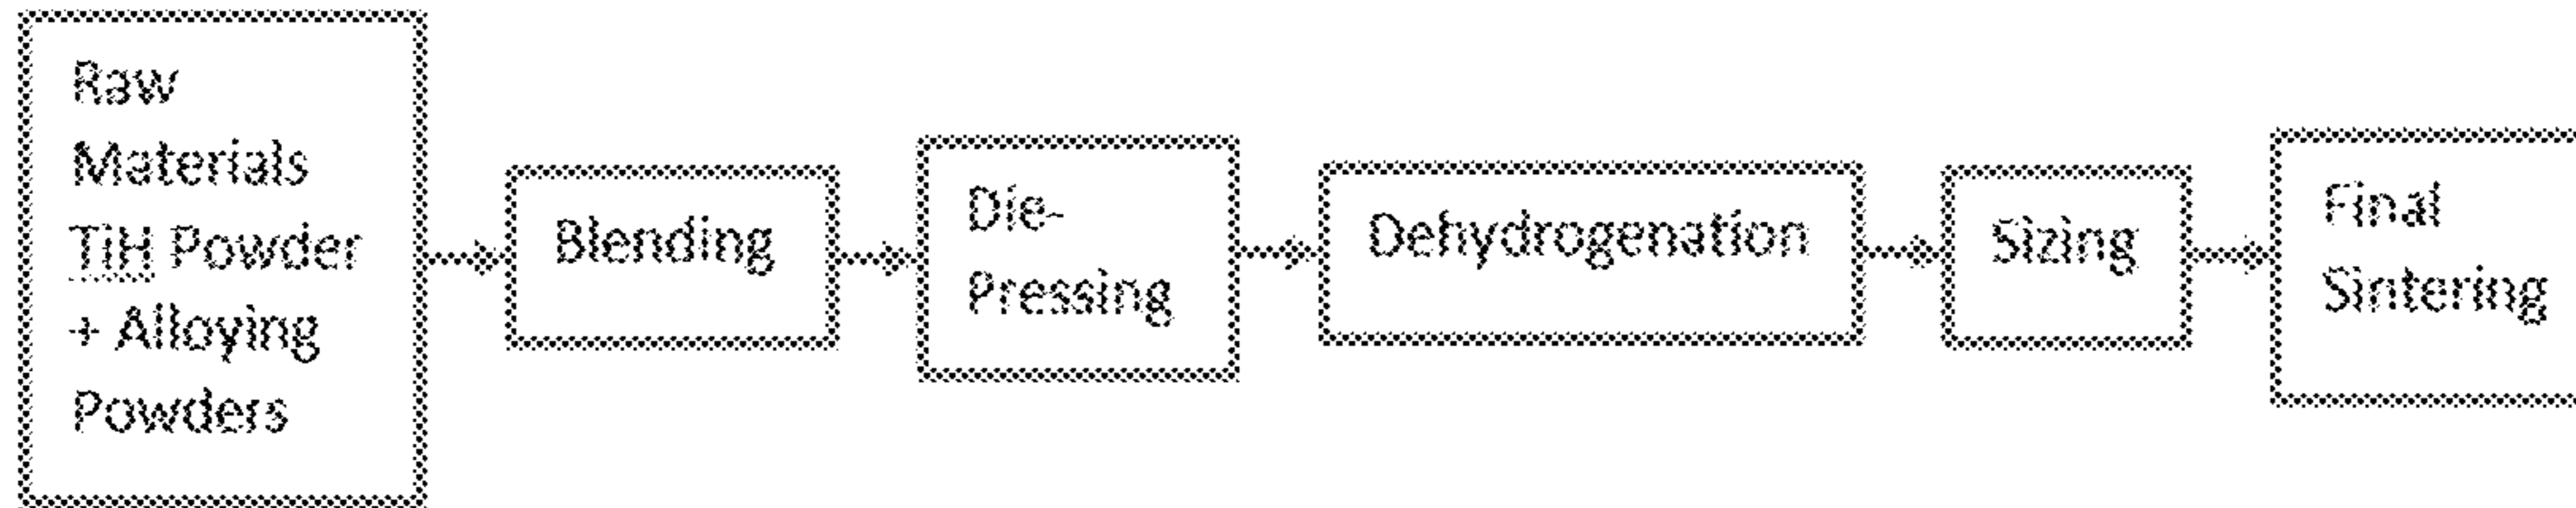 Raw
Materials
TiH Powder
+ Alloying
Powders
Blending
Die-
Pressing
Dehydrogenation
Sizing
Final
Sintering